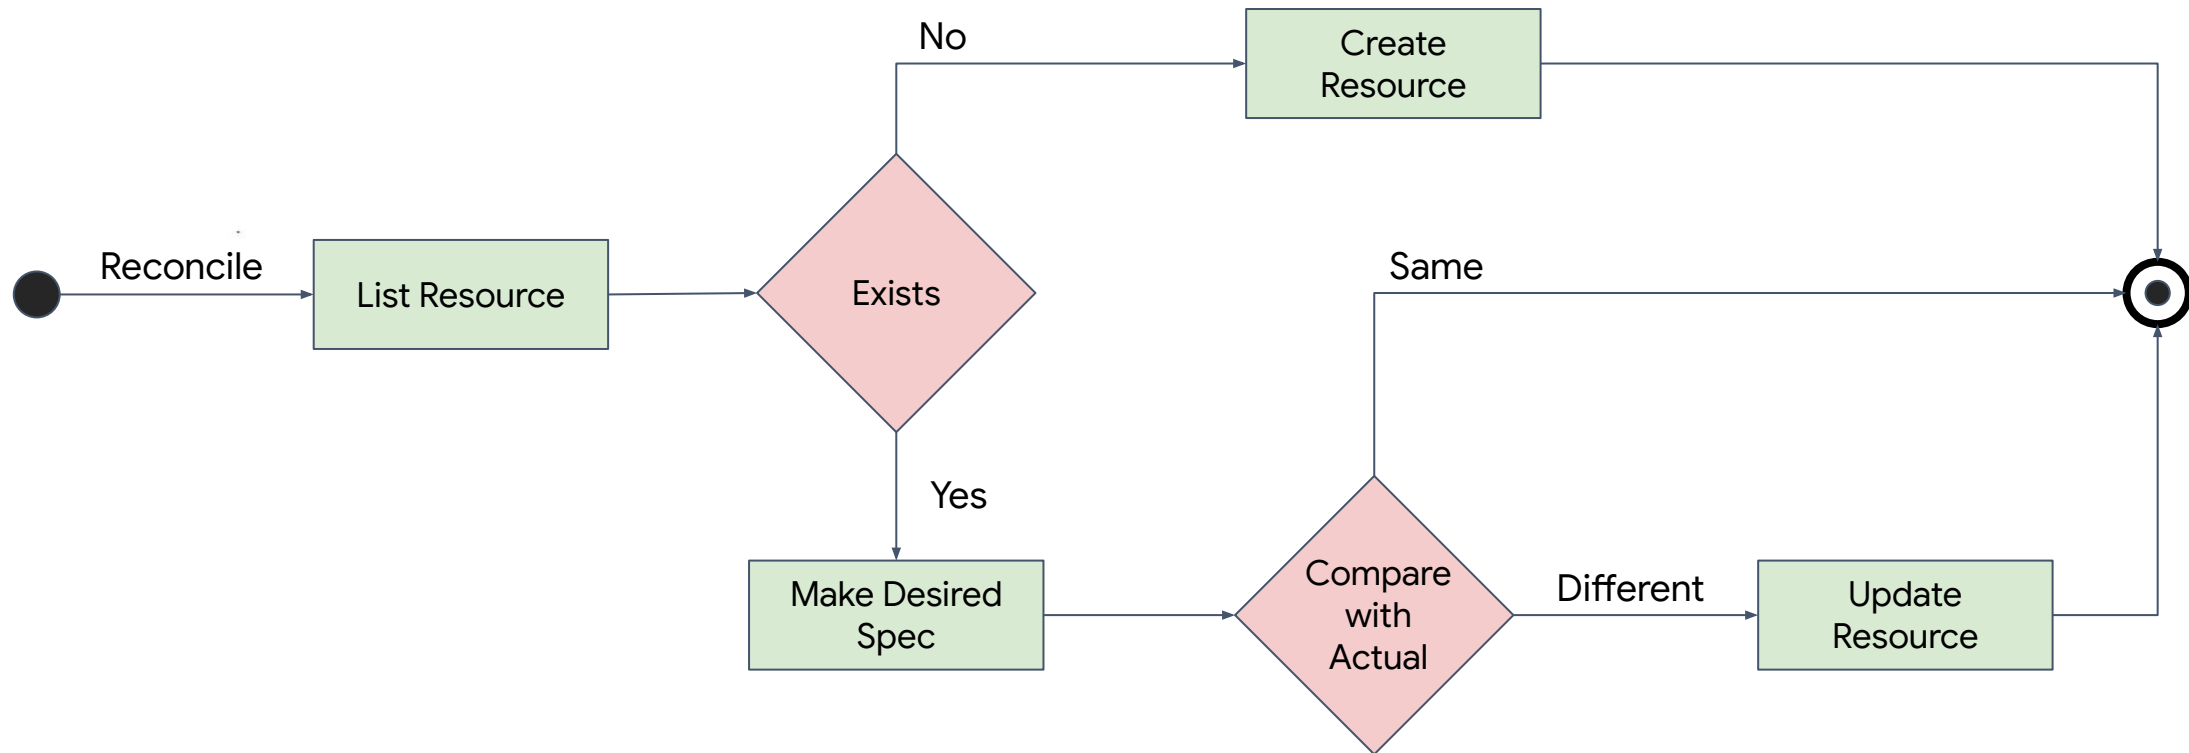 No
Create
Resource
Reconcile
List Resource
Exists
Same
Yes
Make Desired
Spec
Compare
with
Actual
Different
Update
Resource